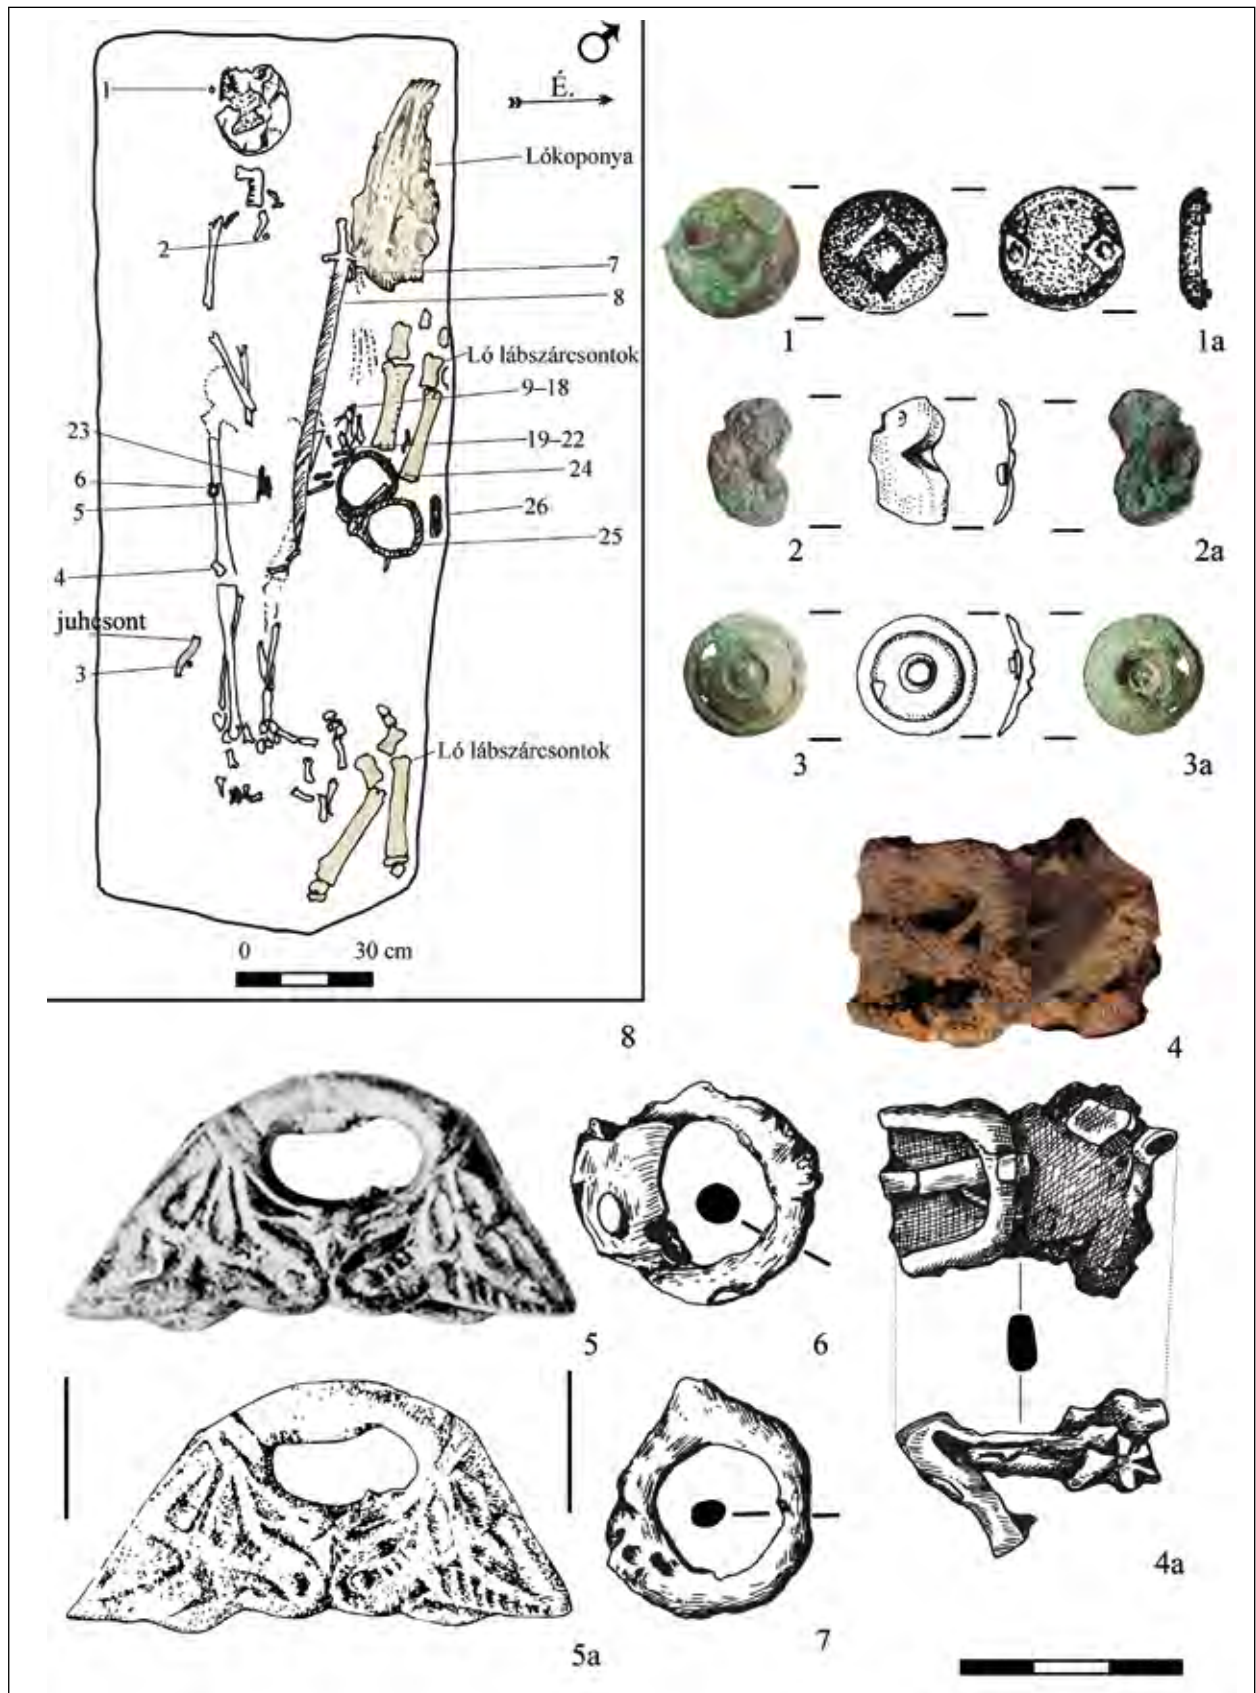 É.
1
Lókoponya
2
7
8
Ló lábszárcsontok
9–18
23
19–22
6
24
5
26
25
4
juhcsont
3
Ló lábszárcsontok
0 30 cm
1 1a
2 2a
3 3a
8
4
5 6
4a
7
5a